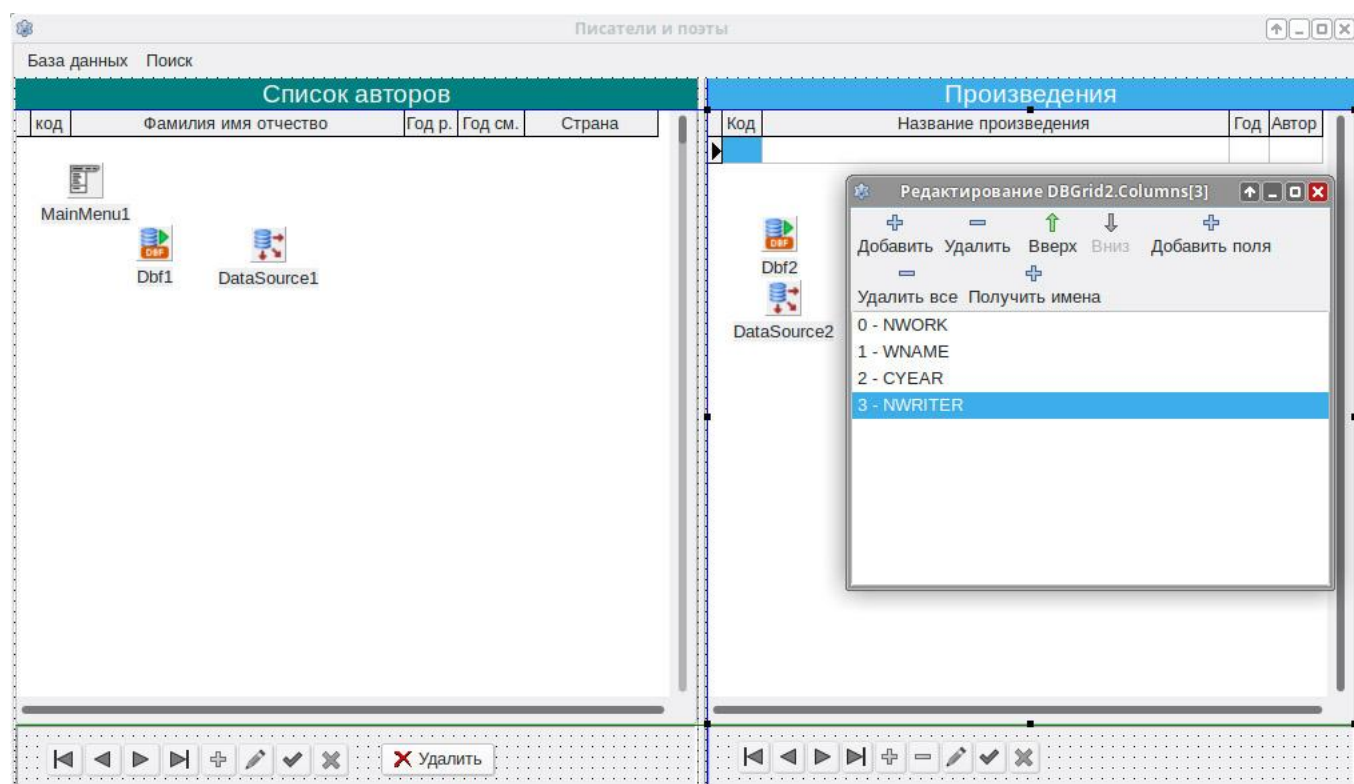 Писатели и поэты
База данных Поиск
Список авторов
код Фамилия имя отчество Год р. Год см. Страна
MainMenu1
DBF
Dbf1 DataSource1
Удалить
Произведения
Код Название произведения Год Автор
DBF
Dbf2
DataSource2
Редактирование DBGrid2.Columns[3]
Добавить Удалить Вверх Вниз Добавить поля
Удалить все Получить имена
0 - NWORK
1 - WNAME
2 - CYEAR
3 - NWRITER